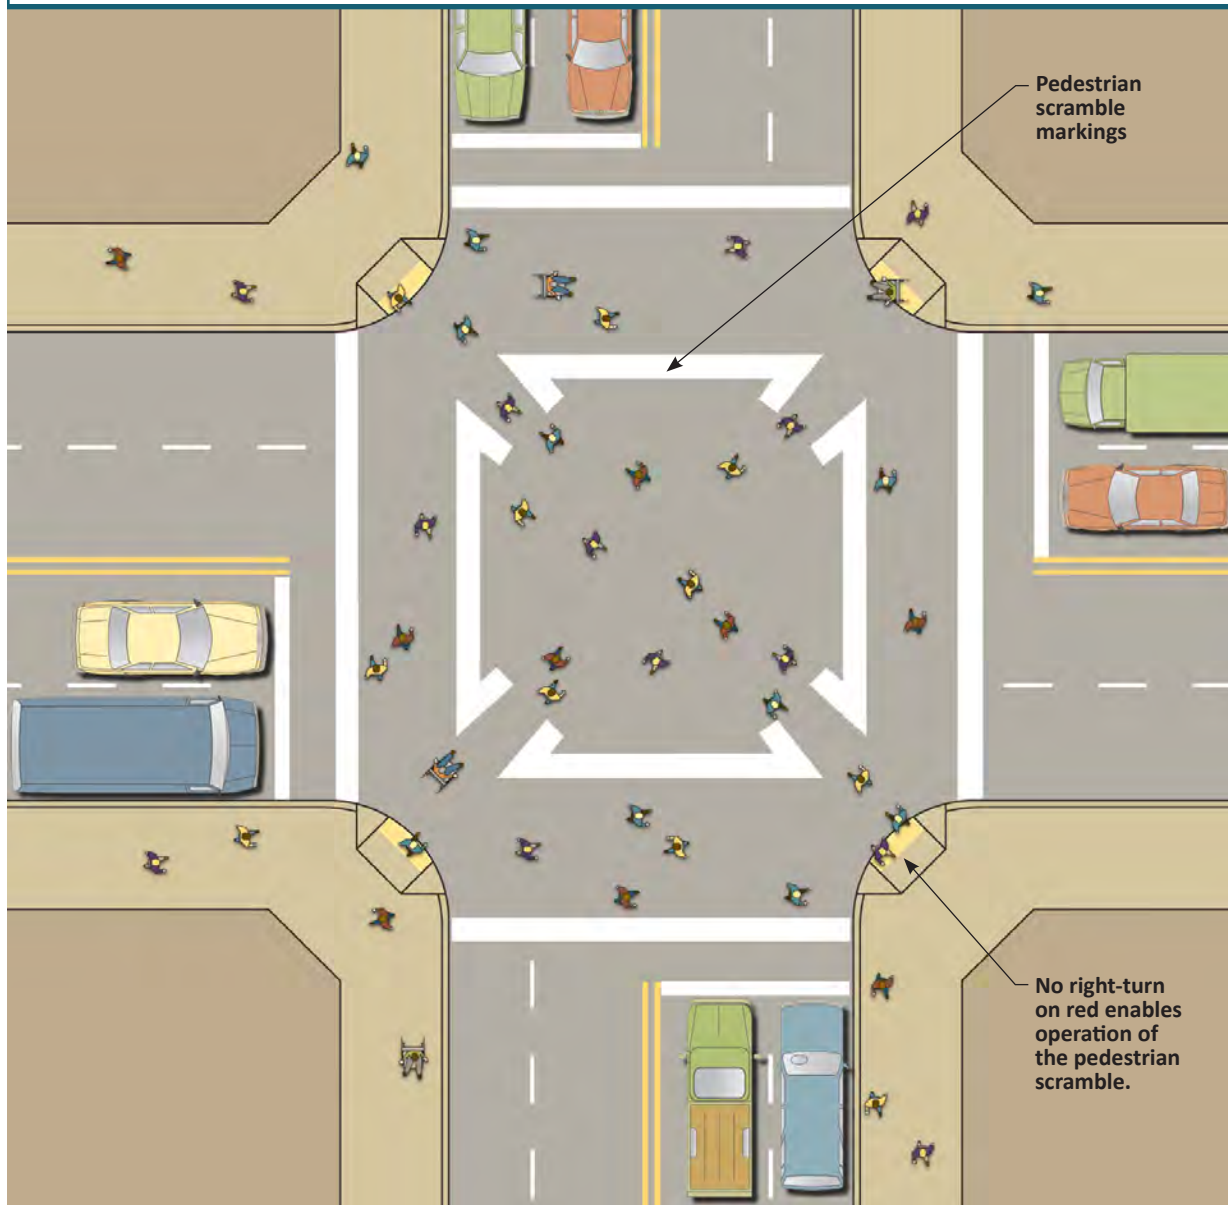 Pedestrian
scramble
markings
No right-turn
on red enables
operation of
the pedestrian
scramble.